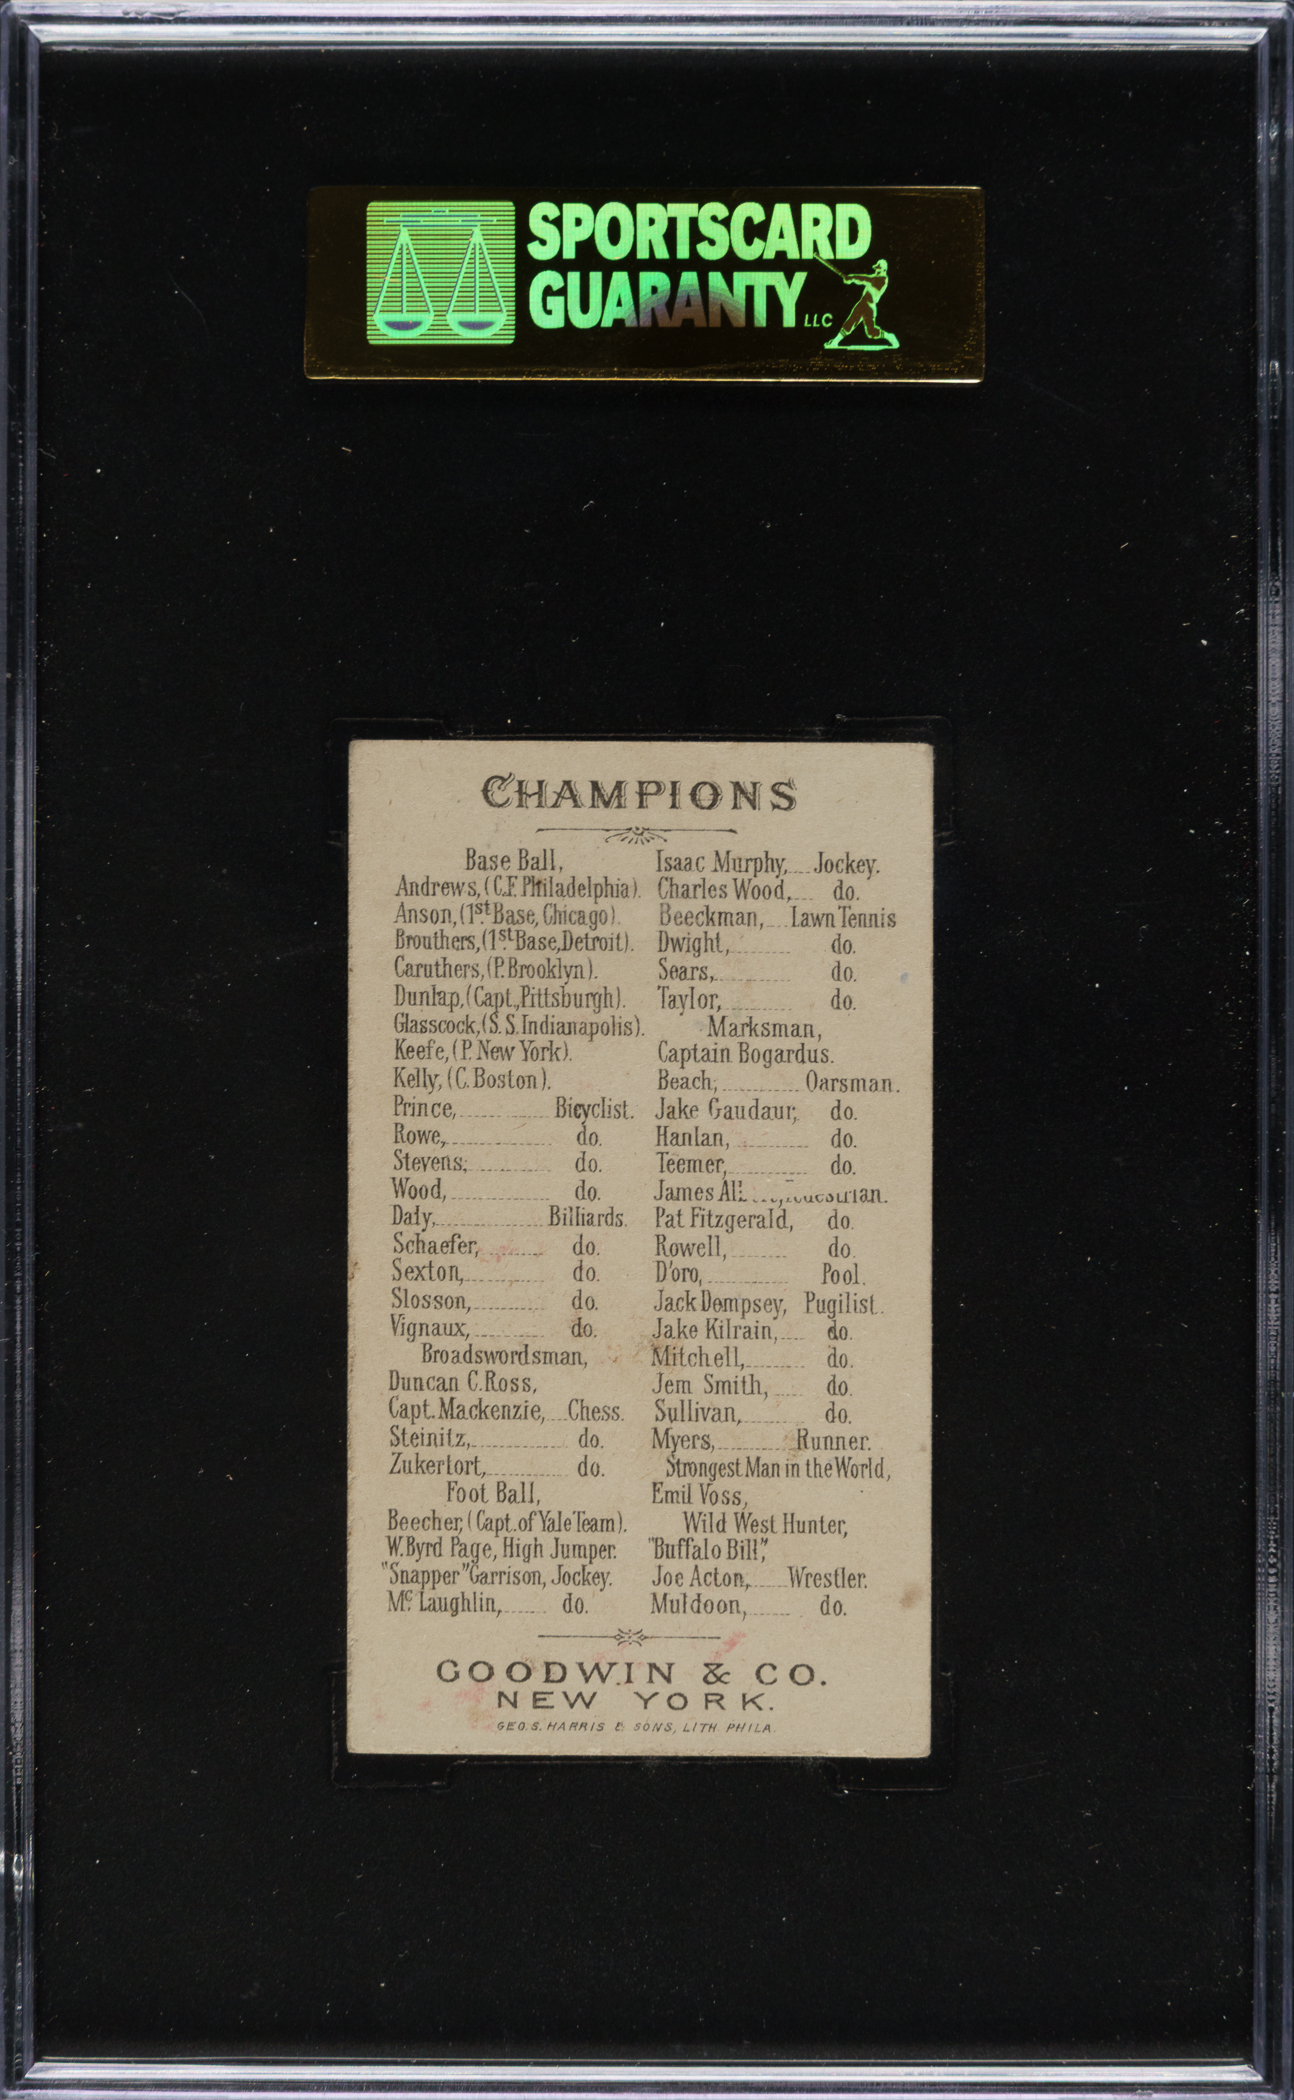 SPORTSCARD
GUARANTY LLC
CHAMPIONS
Base Ball,
Andrews, (C.F. Philadelphia).
Anson, (1st Base, Chicago).
Brouthers, (1st Base, Detroit).
Caruthers, (P. Brooklyn).
Dunlap, (Capt., Pittsburgh).
Glasscock, (S.S. Indianapolis).
Keefe, (P. New York).
Kelly, (C. Boston).
Prince, Bicyclist.
Rowe, do.
Stevens, do.
Wood, do.
Daly, Billiards.
Schaefer, do.
Sexton, do.
Slosson, do.
Vignaux, do.
Broadswordsman,
Duncan C. Ross,
Capt. Mackenzie, Chess.
Steinitz, do.
Zukertort, do.
Foot Ball,
Beecher, (Capt. of Yale Team).
W. Byrd Page, High Jumper.
"Snapper" Garrison, Jockey.
Mc. Laughlin, do.
Isaac Murphy, Jockey.
Charles Wood, do.
Beeckman, Lawn Tennis
Dwight, do.
Sears, do.
Taylor, do.
Marksman,
Captain Bogardus.
Beach, Oarsman.
Jake Gaudaur, do.
Hanlan, do.
Teemer, do.
James
Pat Fitzgerald, do.
Rowell, do.
D'oro, Pool.
Jack Dempsey, Pugilist.
Jake Kilrain, do.
Mitchell, do.
Jem Smith, do.
Sullivan, do.
Myers, Runner.
Strongest Man in the World,
Emil Voss,
Wild West Hunter,
"Buffalo Bill,"
Joe Acton, Wrestler.
Muldoon, do.
GOODWIN & CO.
NEW YORK.
GEO. S. HARRIS & SONS, LITH. PHILA.